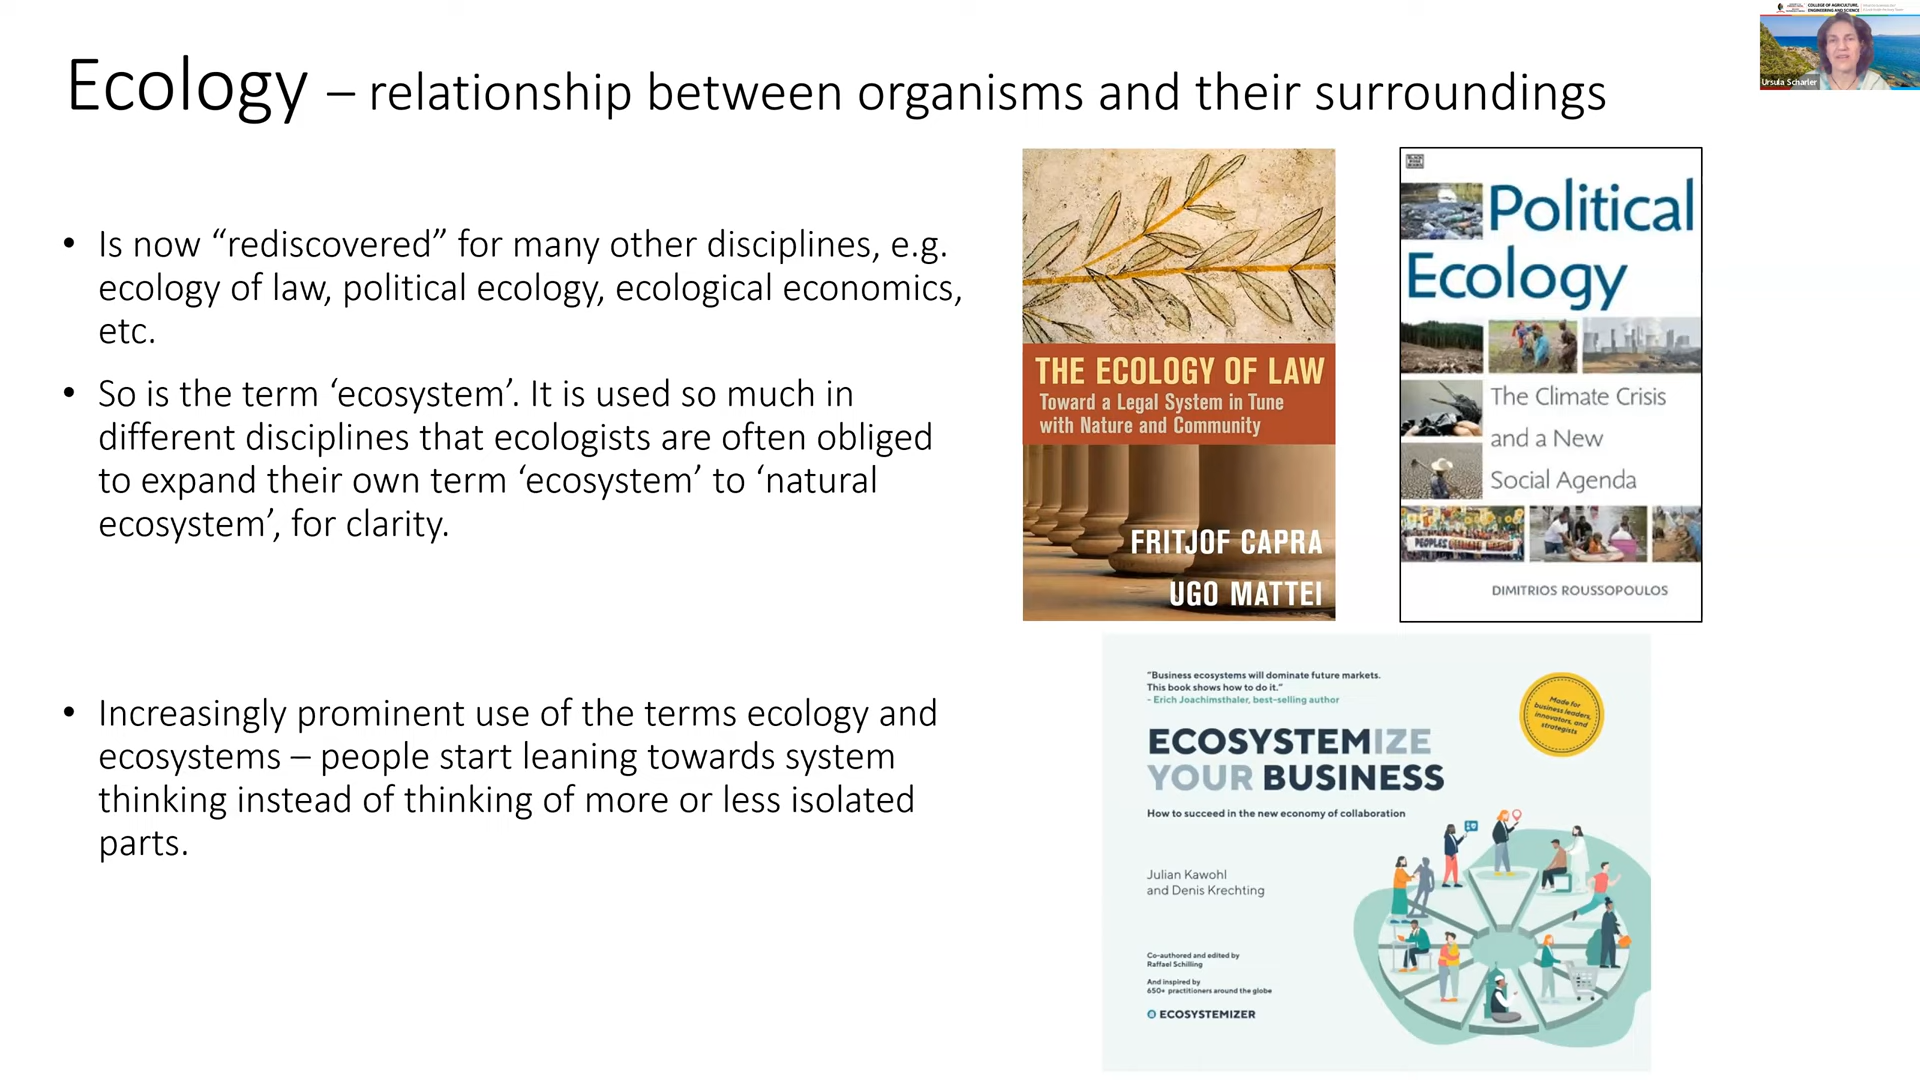 Ecology – relationship between organisms and their surroundings
• Is now “rediscovered” for many other disciplines, e.g.
ecology of law, political ecology, ecological economics,
etc.
• So is the term ‘ecosystem’. It is used so much in
different disciplines that ecologists are often obliged
to expand their own term ‘ecosystem’ to ‘natural
ecosystem’, for clarity.
• Increasingly prominent use of the terms ecology and
ecosystems – people start leaning towards system
thinking instead of thinking of more or less isolated
parts.
THE ECOLOGY OF LAW
Toward a Legal System in Tune
with Nature and Community
FRITJOF CAPRA
UGO MATTEI
Political
Ecology
The Climate Crisis
and a New
Social Agenda
PEOPLES
DIMITRIOS ROUSSOPOULOS
“Business ecosystems will dominate future markets.
This book shows how to do it.”
- Erich Joachimsthaler, best-selling author
Made for
business leaders,
innovators, and
strategists
ECOSYSTEMIZE
YOUR BUSINESS
How to succeed in the new economy of collaboration
Julian Kawohl
and Denis Krechting
Co-authored and edited by
Raffael Schilling
And inspired by
650+ practitioners around the globe
ECOSYSTEMIZER
COLLEGE OF AGRICULTURE,
ENGINEERING AND SCIENCE
Ursula Scharler